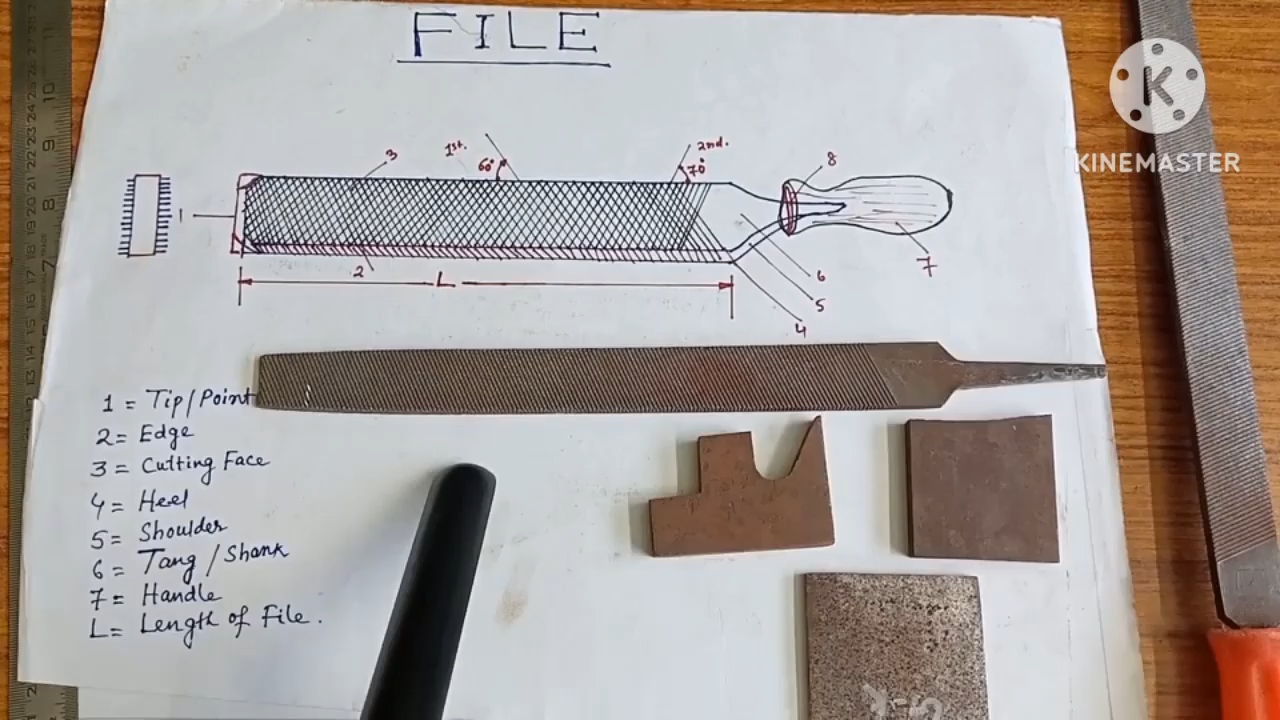 FILE
K
KINEMASTER
3
1st.
60°
2nd.
70°
8
1
2
L
6
5
4
7
1 = Tip/Point
2= Edge
3 = Cutting Face
4 = Heel
5= Shoulder
6 = Tang / Shank
7 = Handle
L= Length of File.